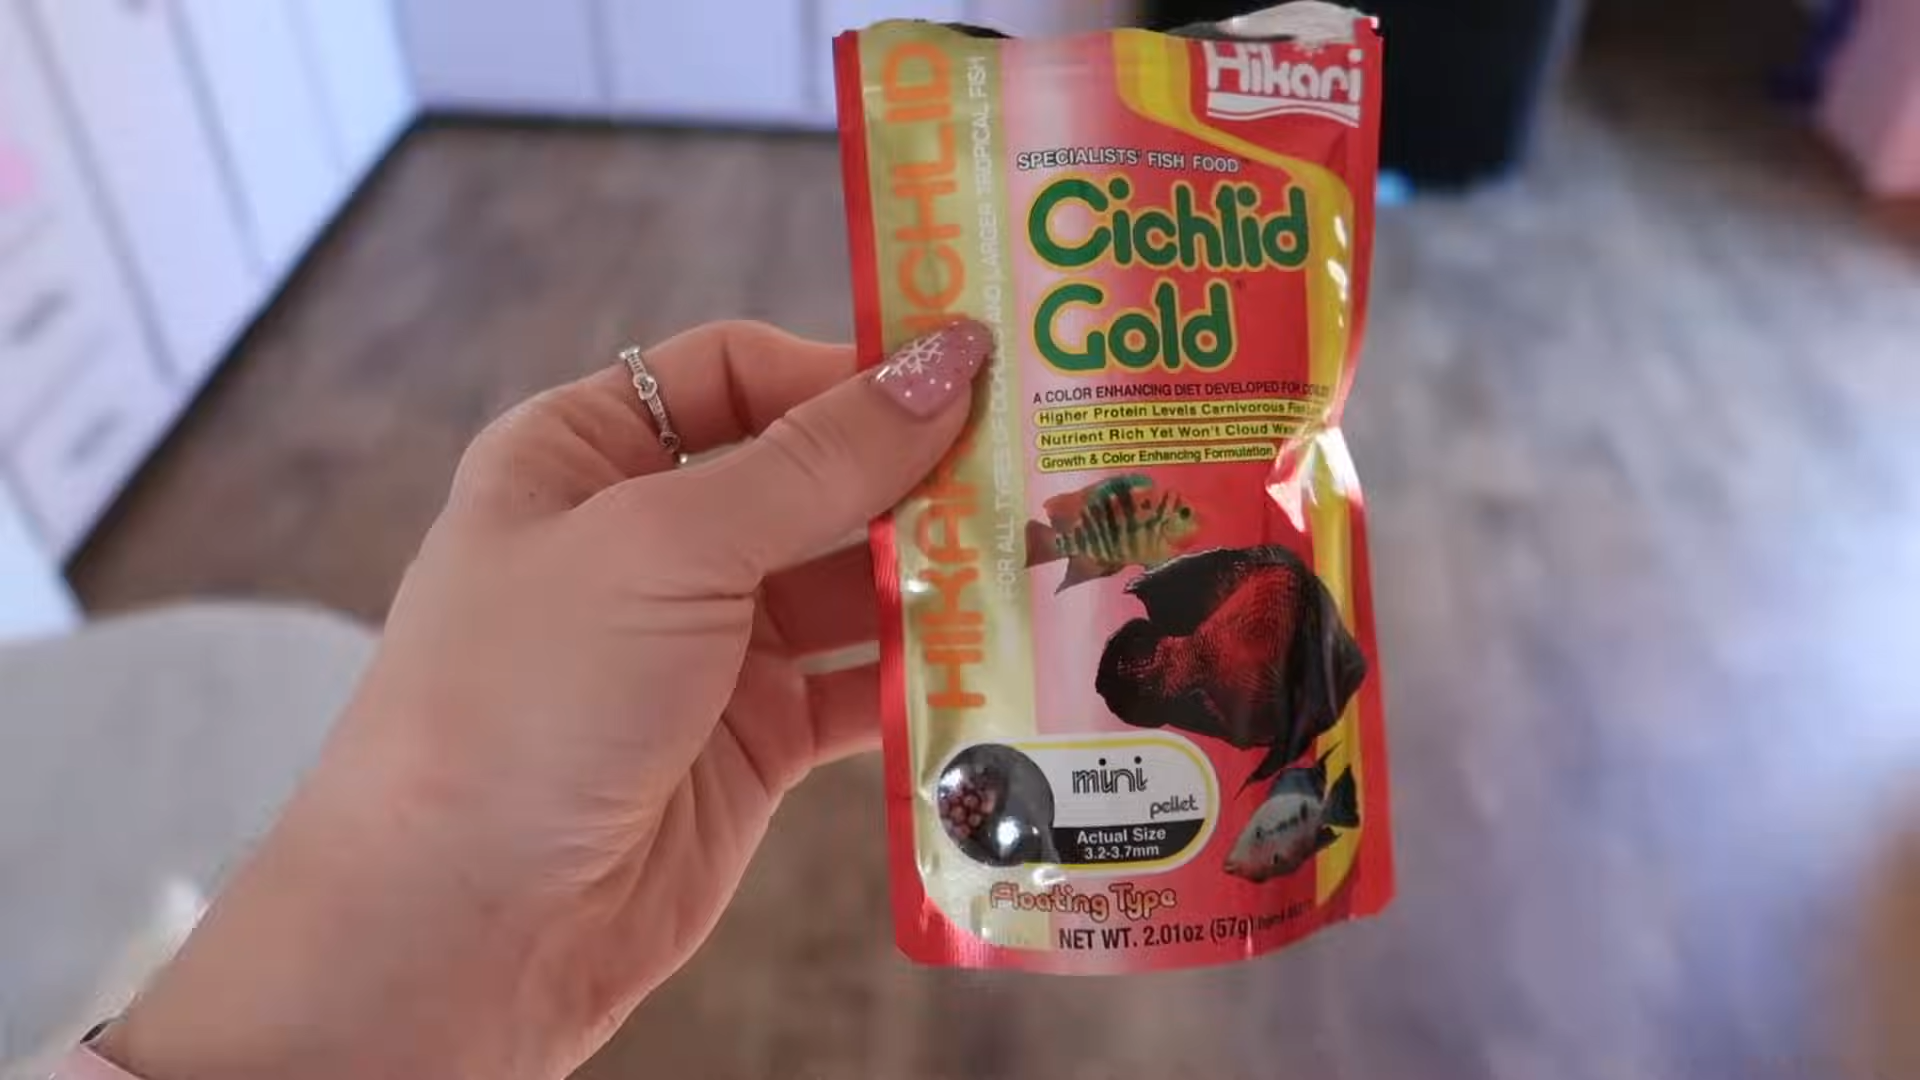 Hikari
SPECIALISTS' FISH FOOD
Cichlid
Gold
A COLOR ENHANCING DIET DEVELOPED FOR
Higher Protein Levels Carnivorous
Nutrient Rich Yet Won't Cloud
Growth & Color Enhancing Formulation
mini
pellet
Actual Size
3.2-3.7mm
Floating Type
NET WT. 2.01oz (57g)
FOR ALL TYPES OF AND LARGER TROPICAL FISH